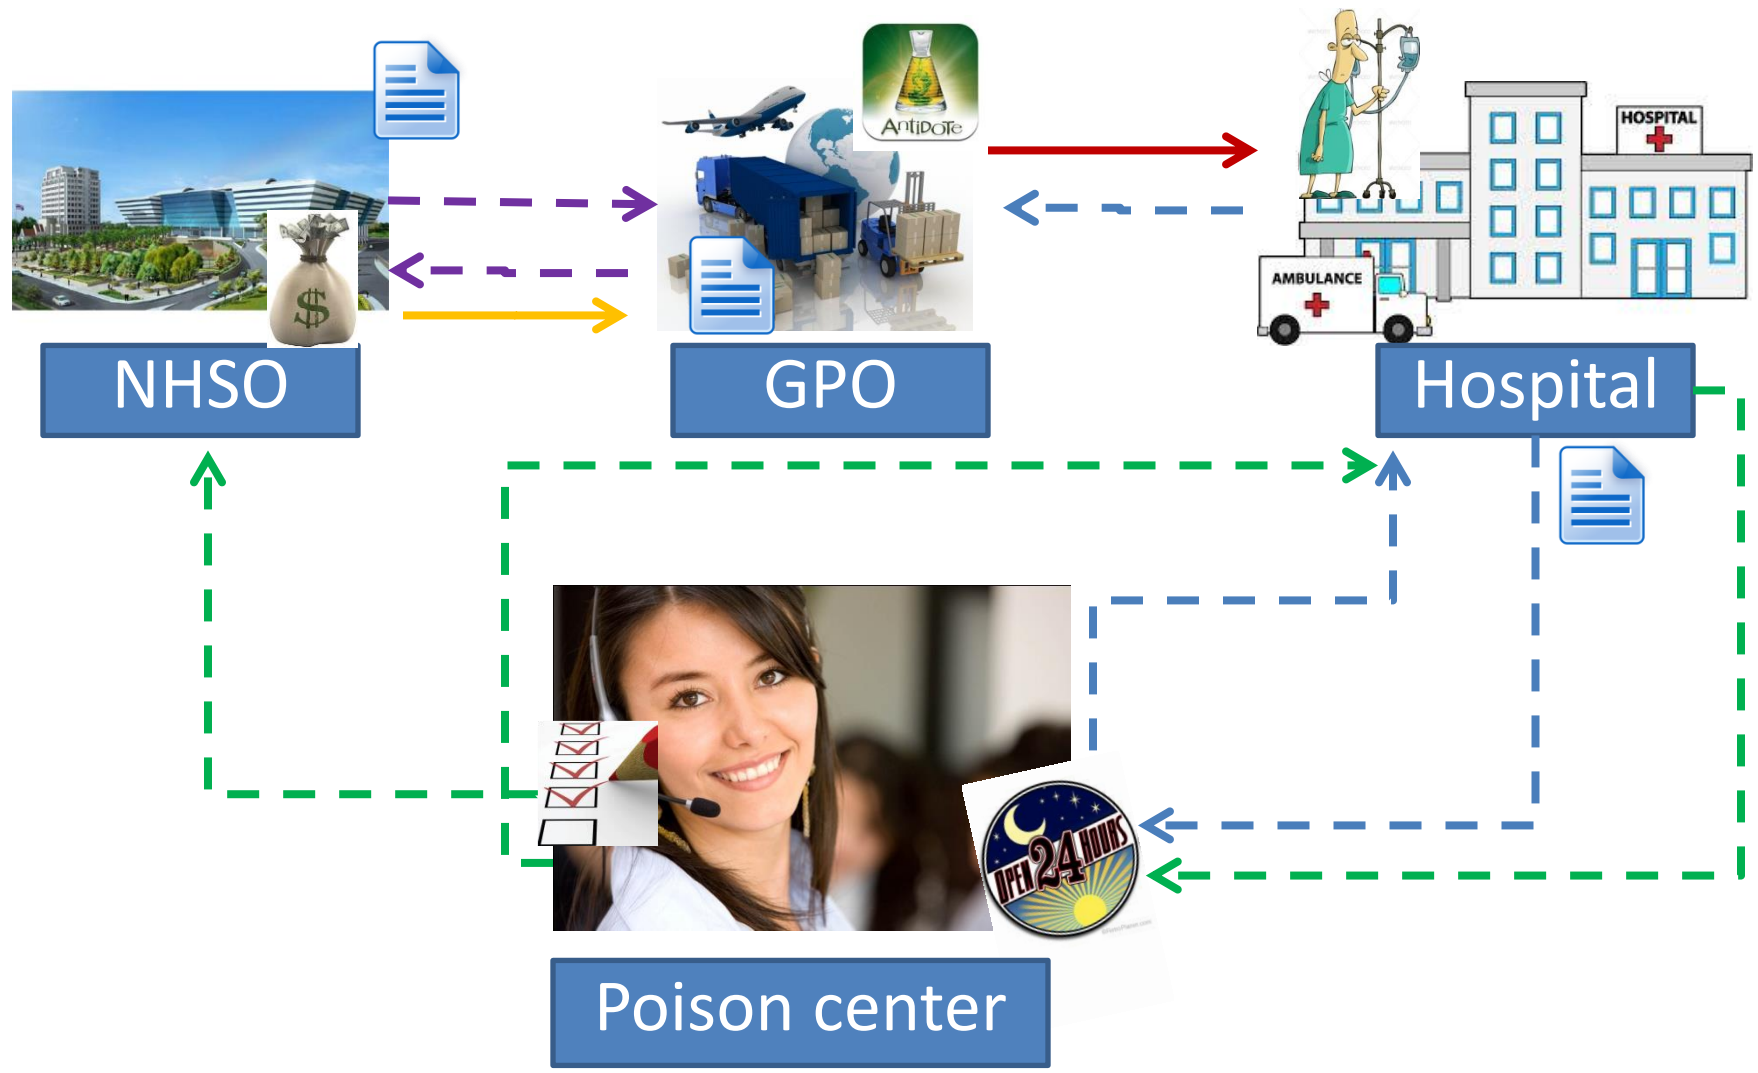 AntiDoTe
HOSPITAL
AMBULANCE
$
NHSO
GPO
Hospital
OPEN 24 HOURS
Poison center